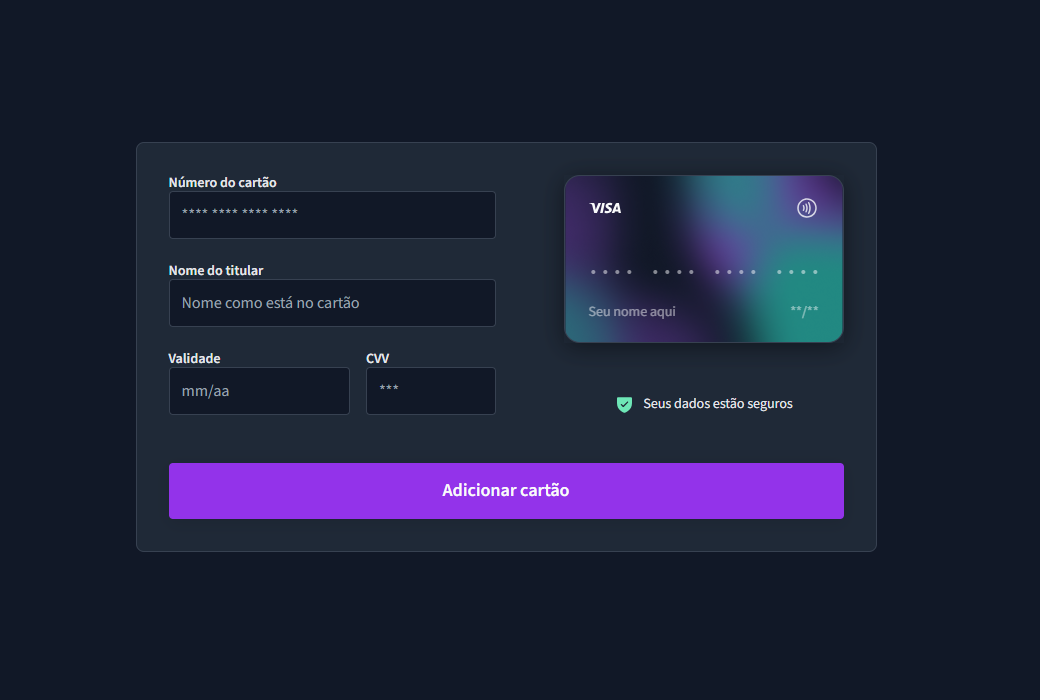 Número do cartão
**** **** **** ****
Nome do titular
Nome como está no cartão
Validade
CVV
mm/aa
***
VISA
•••• •••• •••• ••••
Seu nome aqui
**/**
Seus dados estão seguros
Adicionar cartão